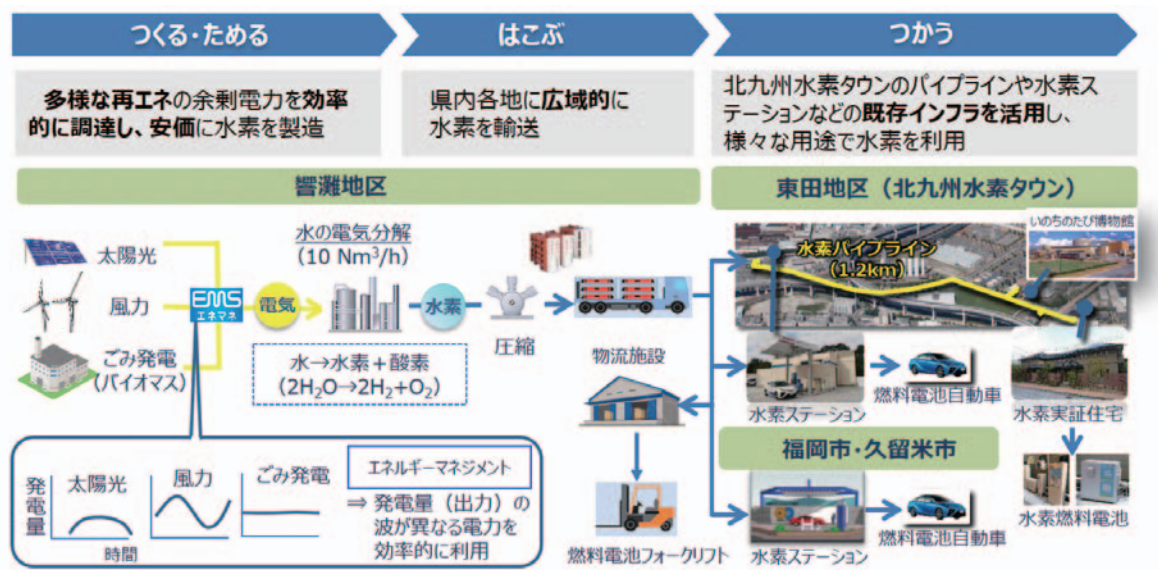 つくる・ためる
はこぶ
つかう
多様な再エネの余剰電力を効率
的に調達し、安価に水素を製造
県内各地に広域的に
水素を輸送
北九州水素タウンのパイプラインや水素ス
テーションなどの既存インフラを活用し、
様々な用途で水素を利用
響灘地区
東田地区（北九州水素タウン）
太陽光
風力
ごみ発電
（バイオマス）
EMS
エネマネ
電気
水の電気分解
（10 Nm³/h）
水素
圧縮
水→水素＋酸素
（2H₂O→2H₂+O₂）
水素パイプライン
（1.2km）
いのちのたび博物館
物流施設
水素ステーション
燃料電池自動車
水素実証住宅
福岡市・久留米市
燃料電池フォークリフト
水素ステーション
燃料電池自動車
水素燃料電池
発電量
太陽光
風力
ごみ発電
時間
エネルギーマネジメント
⇒ 発電量（出力）の
波が異なる電力を
効率的に利用